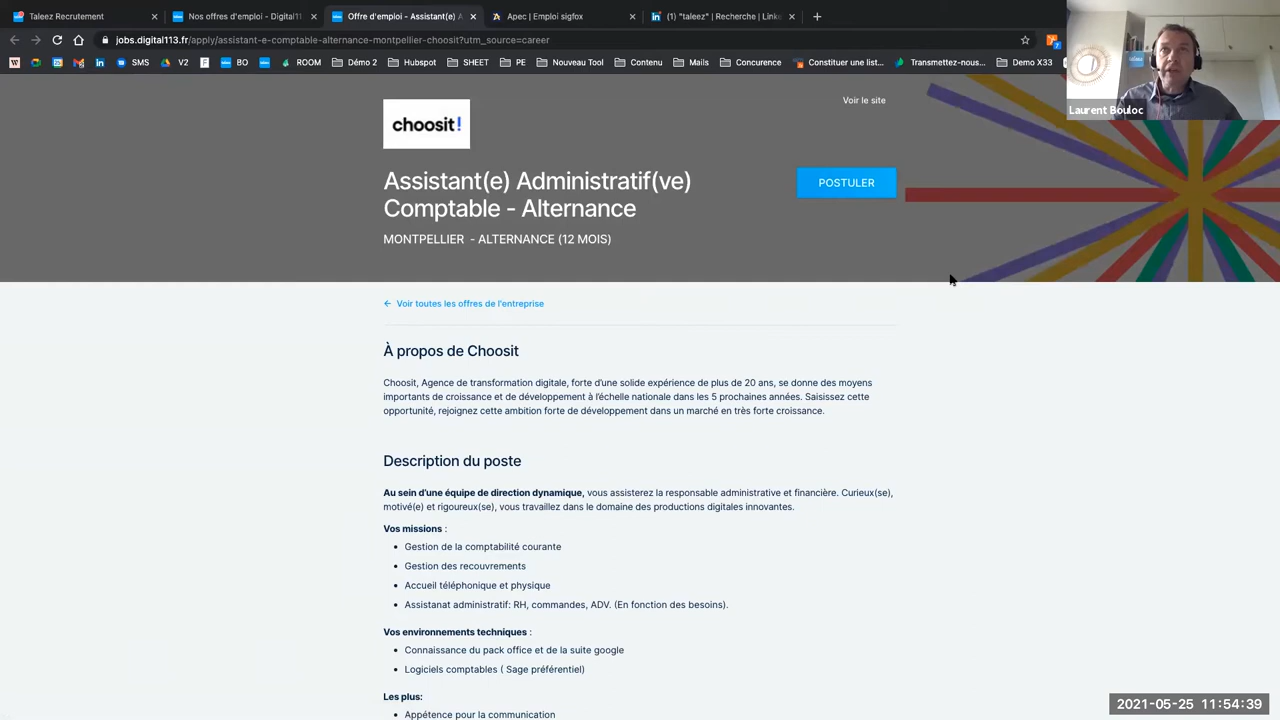 Taleez Recrutement
Nos offres d'emploi - Digital11
Offre d'emploi - Assistant(e) A
Apec | Emploi sigfox
(1) "taleez" | Recherche | Linke
jobs.digital113.fr/apply/assistant-e-comptable-alternance-montpellier-choosit?utm_source=career
SMS
V2
F
BO
ROOM
Démo 2
Hubspot
SHEET
PE
Nouveau Tool
Contenu
Mails
Concurence
Constituer une list...
Transmettez-nous...
Demo X33
Laurent Bouloc
choosit!
Voir le site
Assistant(e) Administratif(ve)
Comptable - Alternance
POSTULER
MONTPELLIER - ALTERNANCE (12 MOIS)
← Voir toutes les offres de l'entreprise
À propos de Choosit
Choosit, Agence de transformation digitale, forte d'une solide expérience de plus de 20 ans, se donne des moyens
importants de croissance et de développement à l'échelle nationale dans les 5 prochaines années. Saisissez cette
opportunité, rejoignez cette ambition forte de développement dans un marché en très forte croissance.
Description du poste
Au sein d'une équipe de direction dynamique, vous assisterez la responsable administrative et financière. Curieux(se),
motivé(e) et rigoureux(se), vous travaillez dans le domaine des productions digitales innovantes.
Vos missions :
• Gestion de la comptabilité courante
• Gestion des recouvrements
• Accueil téléphonique et physique
• Assistanat administratif: RH, commandes, ADV. (En fonction des besoins).
Vos environnements techniques :
• Connaissance du pack office et de la suite google
• Logiciels comptables ( Sage préférentiel)
Les plus:
• Appétence pour la communication
2021-05-25 11:54:39